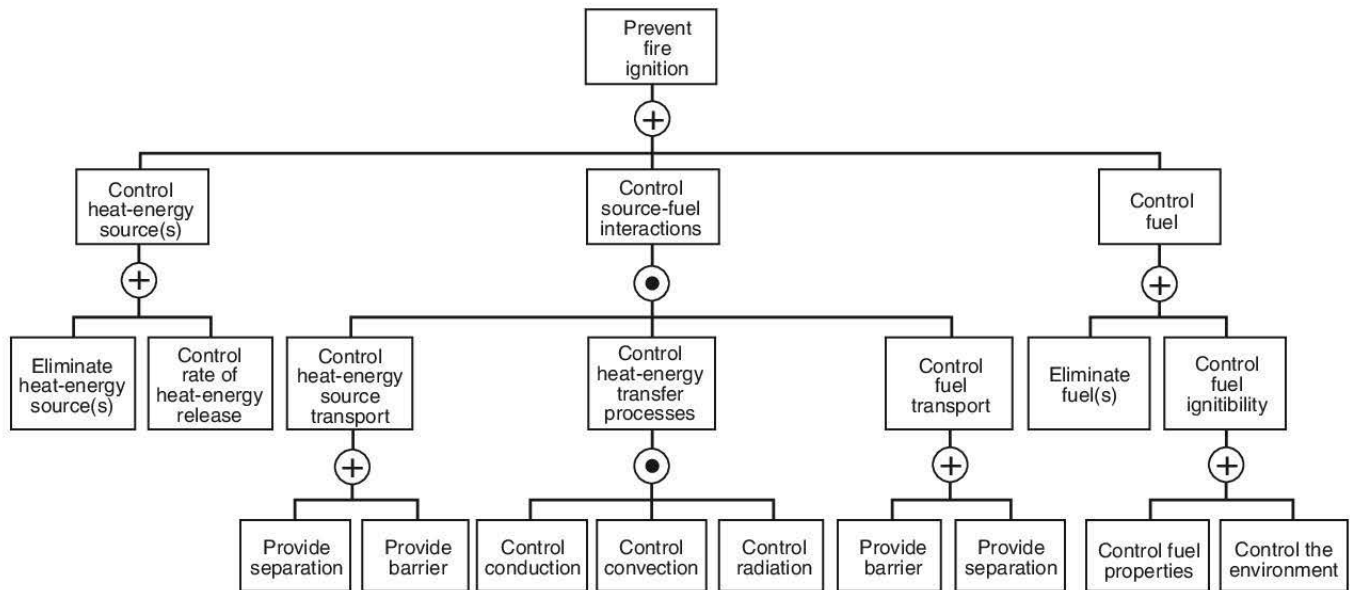 Prevent
fire
ignition
+
Control
heat-energy
source(s)
Control
source-fuel
interactions
Control
fuel
+
+
Eliminate
heat-energy
source(s)
Control
rate of
heat-energy
release
Control
heat-energy
source
transport
Control
heat-energy
transfer
processes
Control
fuel
transport
Eliminate
fuel(s)
Control
fuel
ignitibility
+
+
+
Provide
separation
Provide
barrier
Control
conduction
Control
convection
Control
radiation
Provide
barrier
Provide
separation
Control fuel
properties
Control the
environment